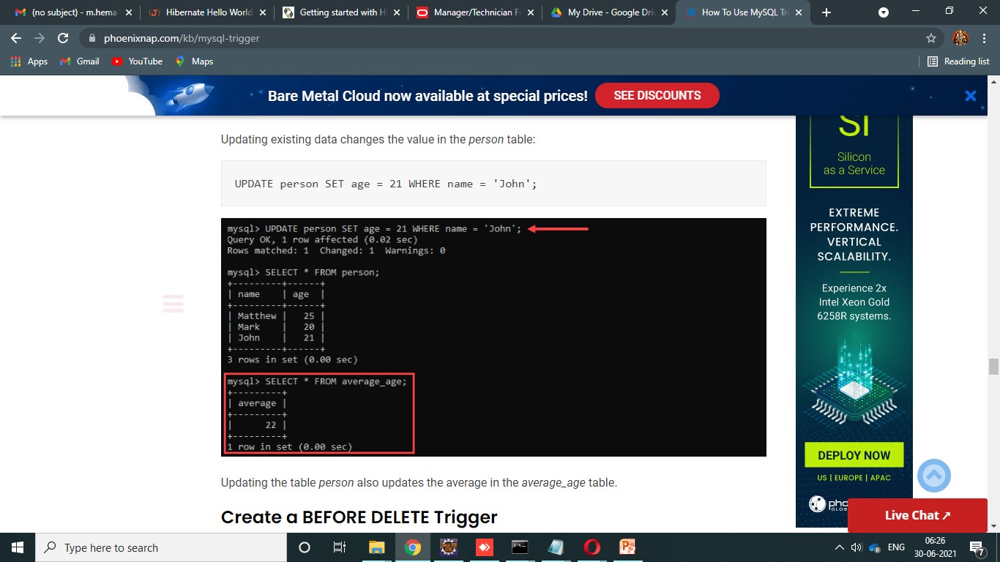 (no subject) - m.hema
Hibernate Hello World
Getting started with H
Manager/Technician F
My Drive - Google Dri
How To Use MySQL Tr
phoenixnap.com/kb/mysql-trigger
Apps
Gmail
YouTube
Maps
Reading list
Bare Metal Cloud now available at special prices!
SEE DISCOUNTS
Updating existing data changes the value in the person table:
UPDATE person SET age = 21 WHERE name = 'John';
mysql> UPDATE person SET age = 21 WHERE name = 'John';
Query OK, 1 row affected (0.02 sec)
Rows matched: 1  Changed: 1  Warnings: 0
mysql> SELECT * FROM person;
+---------+------+
| name    | age  |
+---------+------+
| Matthew |   25 |
| Mark    |   20 |
| John    |   21 |
+---------+------+
3 rows in set (0.00 sec)
mysql> SELECT * FROM average_age;
+---------+
| average |
+---------+
|      22 |
+---------+
1 row in set (0.00 sec)
Updating the table person also updates the average in the average_age table.
Create a BEFORE DELETE Trigger
Silicon
as a Service
EXTREME
PERFORMANCE.
VERTICAL
SCALABILITY.
Experience 2x
Intel Xeon Gold
6258R systems.
DEPLOY NOW
US | EUROPE | APAC
Live Chat
Type here to search
ENG
06:26
30-06-2021
7